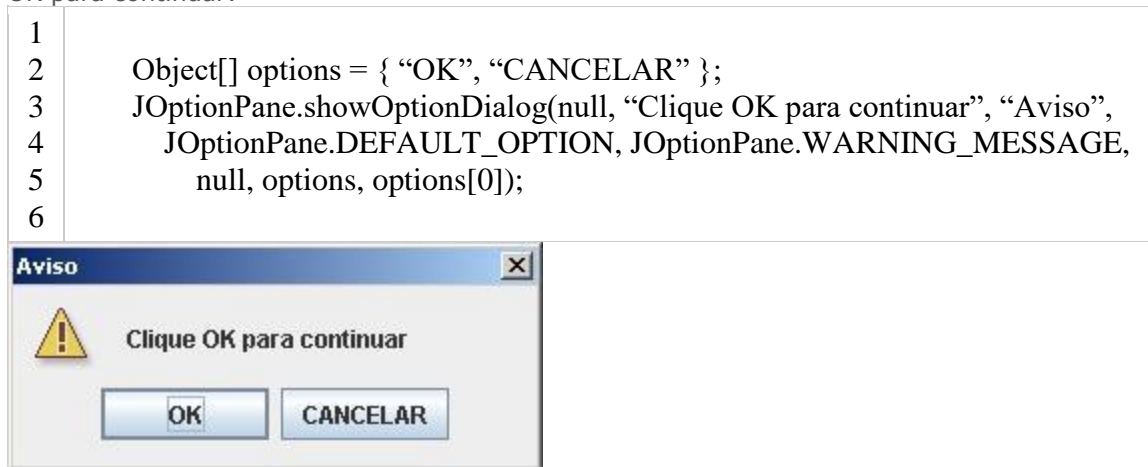 OK para continuar:
1
2 Object[] options = { “OK”, “CANCELAR” };
3 JOptionPane.showOptionDialog(null, “Clique OK para continuar”, “Aviso”,
4 JOptionPane.DEFAULT_OPTION, JOptionPane.WARNING_MESSAGE,
5 null, options, options[0]);
6
Aviso
Clique OK para continuar
OK CANCELAR